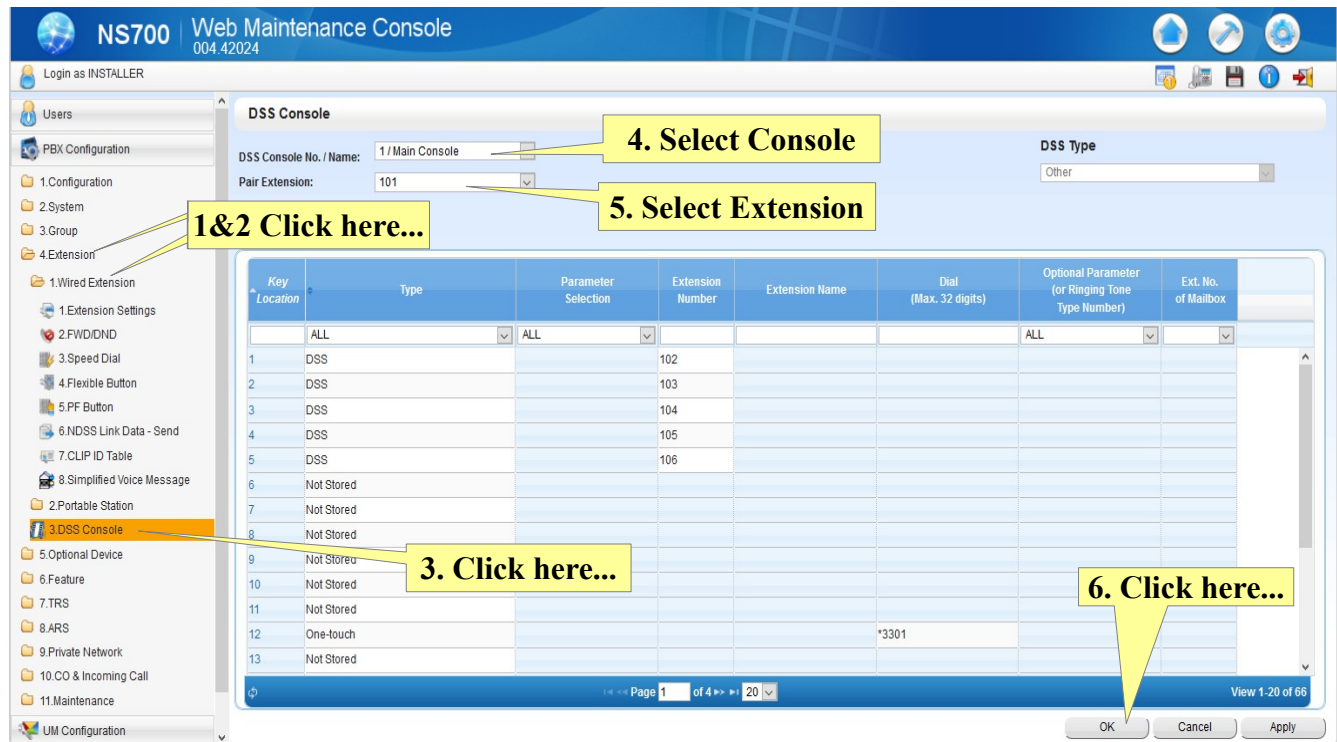 NS700 Web Maintenance Console
004.42024
Login as INSTALLER
Users
PBX Configuration
1.Configuration
2.System
3.Group
4.Extension
1.Wired Extension
1.Extension Settings
2.FWD/DND
3.Speed Dial
4.Flexible Button
5.PF Button
6.NDSS Link Data - Send
7.CLIP ID Table
8.Simplified Voice Message
2.Portable Station
3.DSS Console
5.Optional Device
6.Feature
7.TRS
8.ARS
9.Private Network
10.CO & Incoming Call
11.Maintenance
UM Configuration
DSS Console
DSS Console No. / Name: 1 / Main Console
Pair Extension: 101
DSS Type
Other
4. Select Console
5. Select Extension
1&2 Click here...
3. Click here...
6. Click here...
Key Location Type Parameter Selection Extension Number Extension Name Dial (Max. 32 digits) Optional Parameter (or Ringing Tone Type Number) Ext. No. of Mailbox
ALL ALL ALL
1 DSS 102
2 DSS 103
3 DSS 104
4 DSS 105
5 DSS 106
6 Not Stored
7 Not Stored
8 Not Stored
9 Not Stored
10 Not Stored
11 Not Stored
12 One-touch *3301
13 Not Stored
Page 1 of 4 20 View 1-20 of 66
OK Cancel Apply